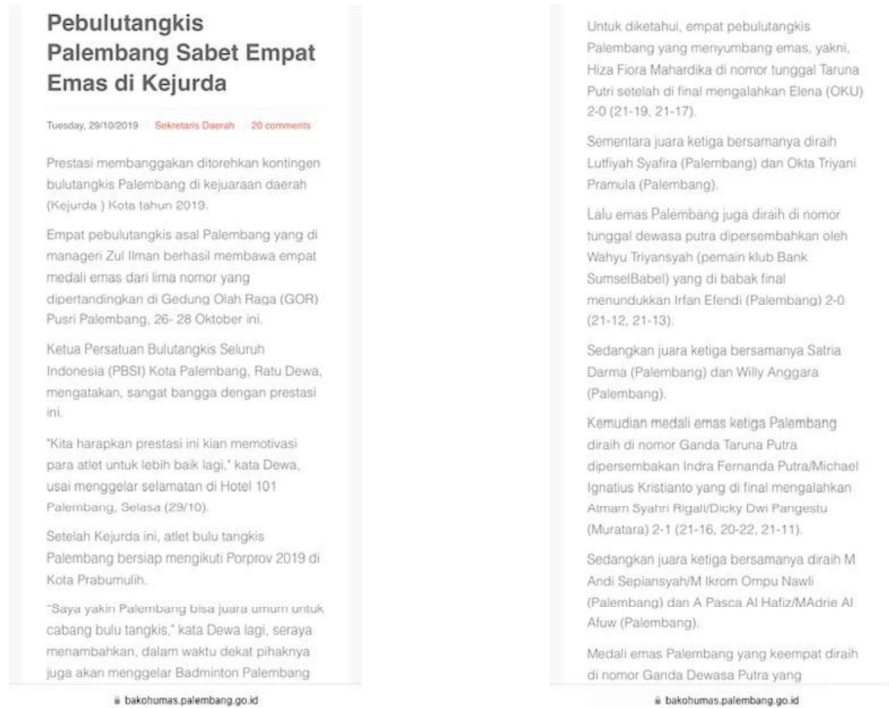 Pebulutangkis
Palembang Sabet Empat
Emas di Kejurda
Tuesday, 29/10/2019 Sekretaris Daerah 20 comments
Prestasi membanggakan ditorehkan kontingen
bulutangkis Palembang di kejuaraan daerah
(Kejurda ) Kota tahun 2019.
Empat pebulutangkis asal Palembang yang di
manageri Zul Ilman berhasil membawa empat
medali emas dari lima nomor yang
dipertandingkan di Gedung Olah Raga (GOR)
Pusri Palembang, 26- 28 Oktober ini.
Ketua Persatuan Bulutangkis Seluruh
Indonesia (PBSI) Kota Palembang, Ratu Dewa,
mengatakan, sangat bangga dengan prestasi
ini.
"Kita harapkan prestasi ini kian memotivasi
para atlet untuk lebih baik lagi," kata Dewa,
usai menggelar selamatan di Hotel 101
Palembang, Selasa (29/10).
Setelah Kejurda ini, atlet bulu tangkis
Palembang bersiap mengikuti Porprov 2019 di
Kota Prabumulih.
"Saya yakin Palembang bisa juara umum untuk
cabang bulu tangkis," kata Dewa lagi, seraya
menambahkan, dalam waktu dekat pihaknya
juga akan menggelar Badminton Palembang
bakohumas.palembang.go.id
Untuk diketahui, empat pebulutangkis
Palembang yang menyumbang emas, yakni,
Hiza Fiora Mahardika di nomor tunggal Taruna
Putri setelah di final mengalahkan Elena (OKU)
2-0 (21-19, 21-17).
Sementara juara ketiga bersamanya diraih
Lutfiyah Syafira (Palembang) dan Okta Triyani
Pramula (Palembang).
Lalu emas Palembang juga diraih di nomor
tunggal dewasa putra dipersembahkan oleh
Wahyu Triyansyah (pemain klub Bank
SumselBabel) yang di babak final
menundukkan Irfan Efendi (Palembang) 2-0
(21-12, 21-13).
Sedangkan juara ketiga bersamanya Satria
Darma (Palembang) dan Willy Anggara
(Palembang).
Kemudian medali emas ketiga Palembang
diraih di nomor Ganda Taruna Putra
dipersembakan Indra Fernanda Putra/Michael
Ignatius Kristianto yang di final mengalahkan
Atmam Syahri Rigali/Dicky Dwi Pangestu
(Muratara) 2-1 (21-16, 20-22, 21-11).
Sedangkan juara ketiga bersamanya diraih M
Andi Sepiansyah/M Ikrom Ompu Nawli
(Palembang) dan A Pasca Al Hafiz/MAdrie Al
Afuw (Palembang).
Medali emas Palembang yang keempat diraih
di nomor Ganda Dewasa Putra yang
bakohumas.palembang.go.id